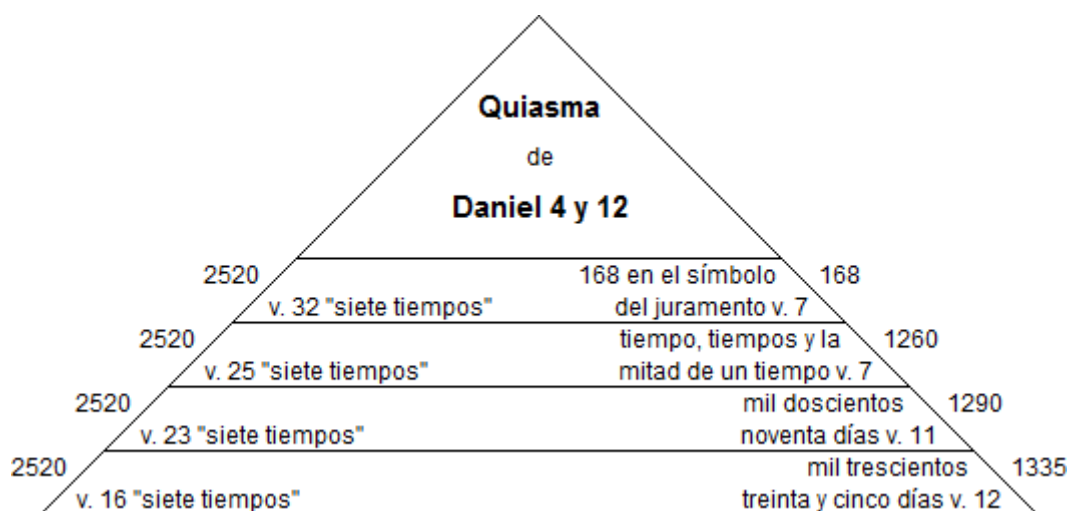 Quiasma
de
Daniel 4 y 12
2520 168 en el símbolo 168
v. 32 "siete tiempos" del juramento v. 7
2520 tiempo, tiempos y la 1260
v. 25 "siete tiempos" mitad de un tiempo v. 7
2520 mil doscientos 1290
v. 23 "siete tiempos" noventa días v. 11
2520 mil trescientos 1335
v. 16 "siete tiempos" treinta y cinco días v. 12